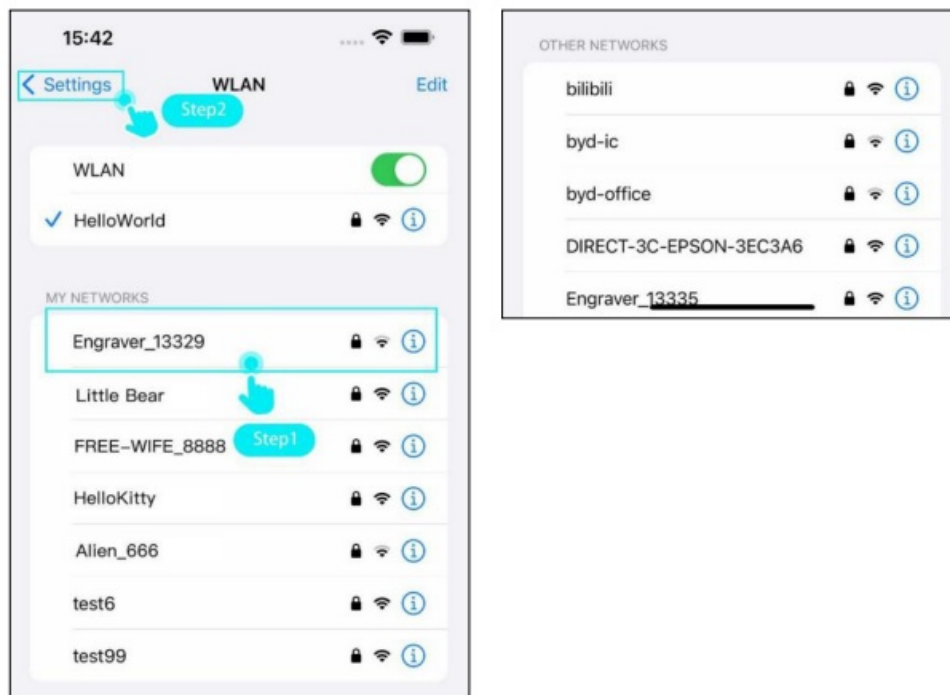 15:42
Settings
WLAN
Edit
Step2
WLAN
HelloWorld
MY NETWORKS
Engraver_13329
Little Bear
FREE-WIFE_8888
Step1
HelloKitty
Alien_666
test6
test99
OTHER NETWORKS
bilibili
byd-ic
byd-office
DIRECT-3C-EPSON-3EC3A6
Engraver_13335